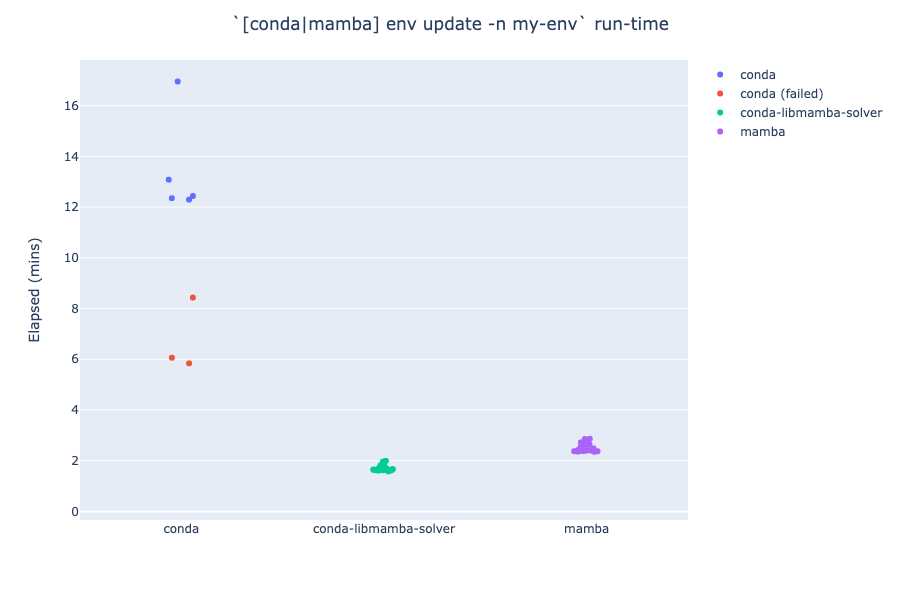 `[conda|mamba] env update -n my-env` run-time
conda
conda (failed)
conda-libmamba-solver
mamba
Elapsed (mins)
16
14
12
10
8
6
4
2
0
conda
conda-libmamba-solver
mamba